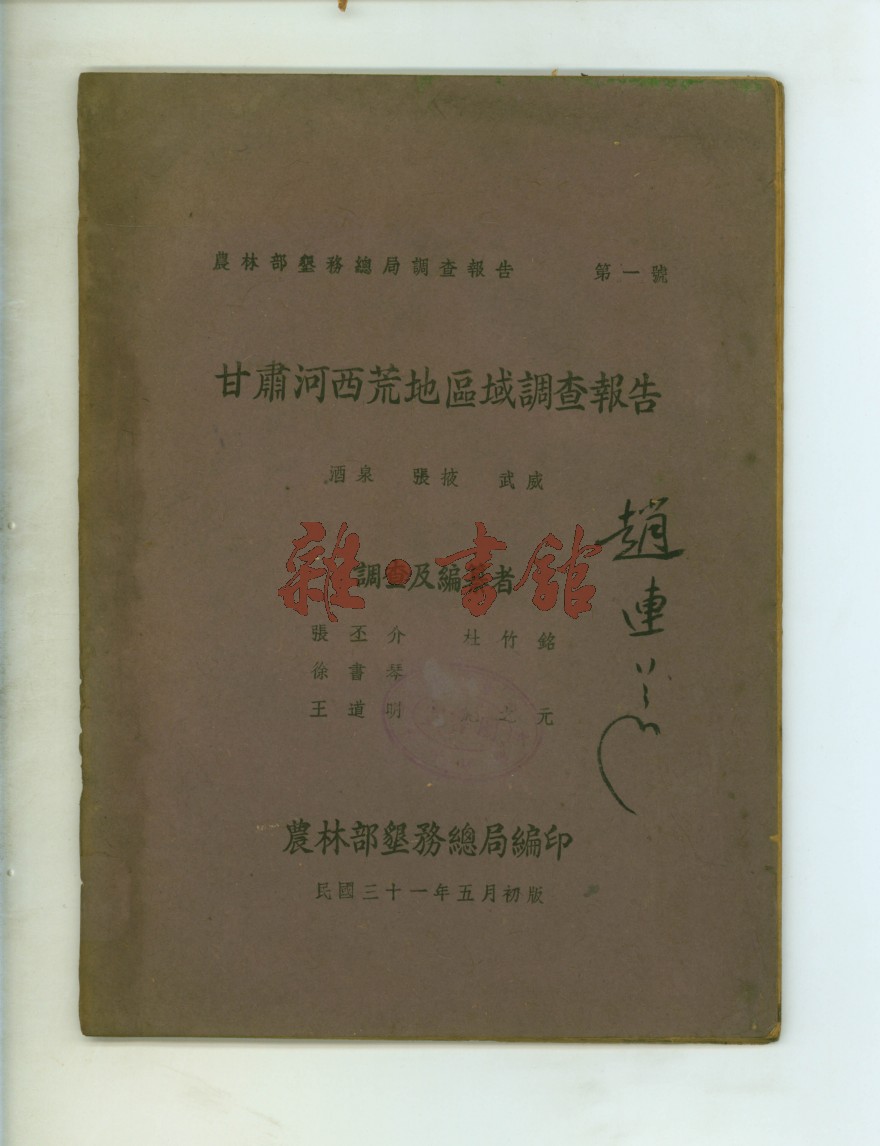 農林部墾務總局調查報告 第一號
甘肅河西荒地區域調查報告
酒泉 張掖 武威
調查及編纂者
雜·書館
張丕介 杜竹銘
徐書琴
王道明 之元
農林部墾務總局編印
民國三十一年五月初版
趙連